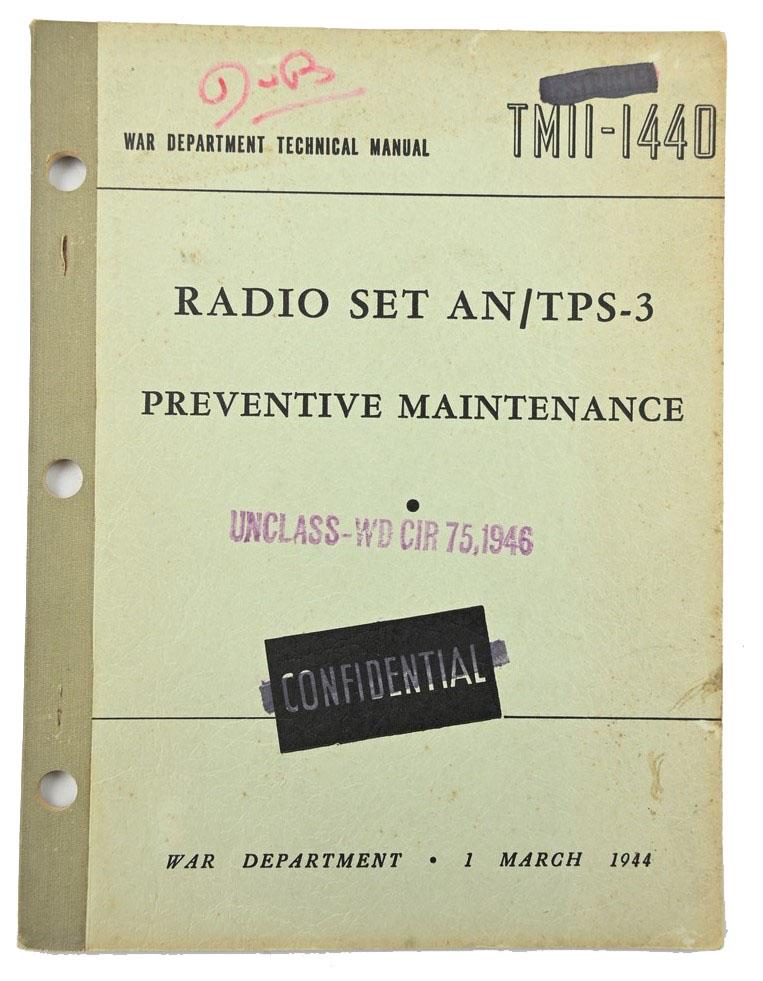 WAR DEPARTMENT TECHNICAL MANUAL
TM11-1440
RADIO SET AN/TPS-3
PREVENTIVE MAINTENANCE
•
UNCLASS-WD CIR 75,1946
CONFIDENTIAL
WAR DEPARTMENT • 1 MARCH 1944